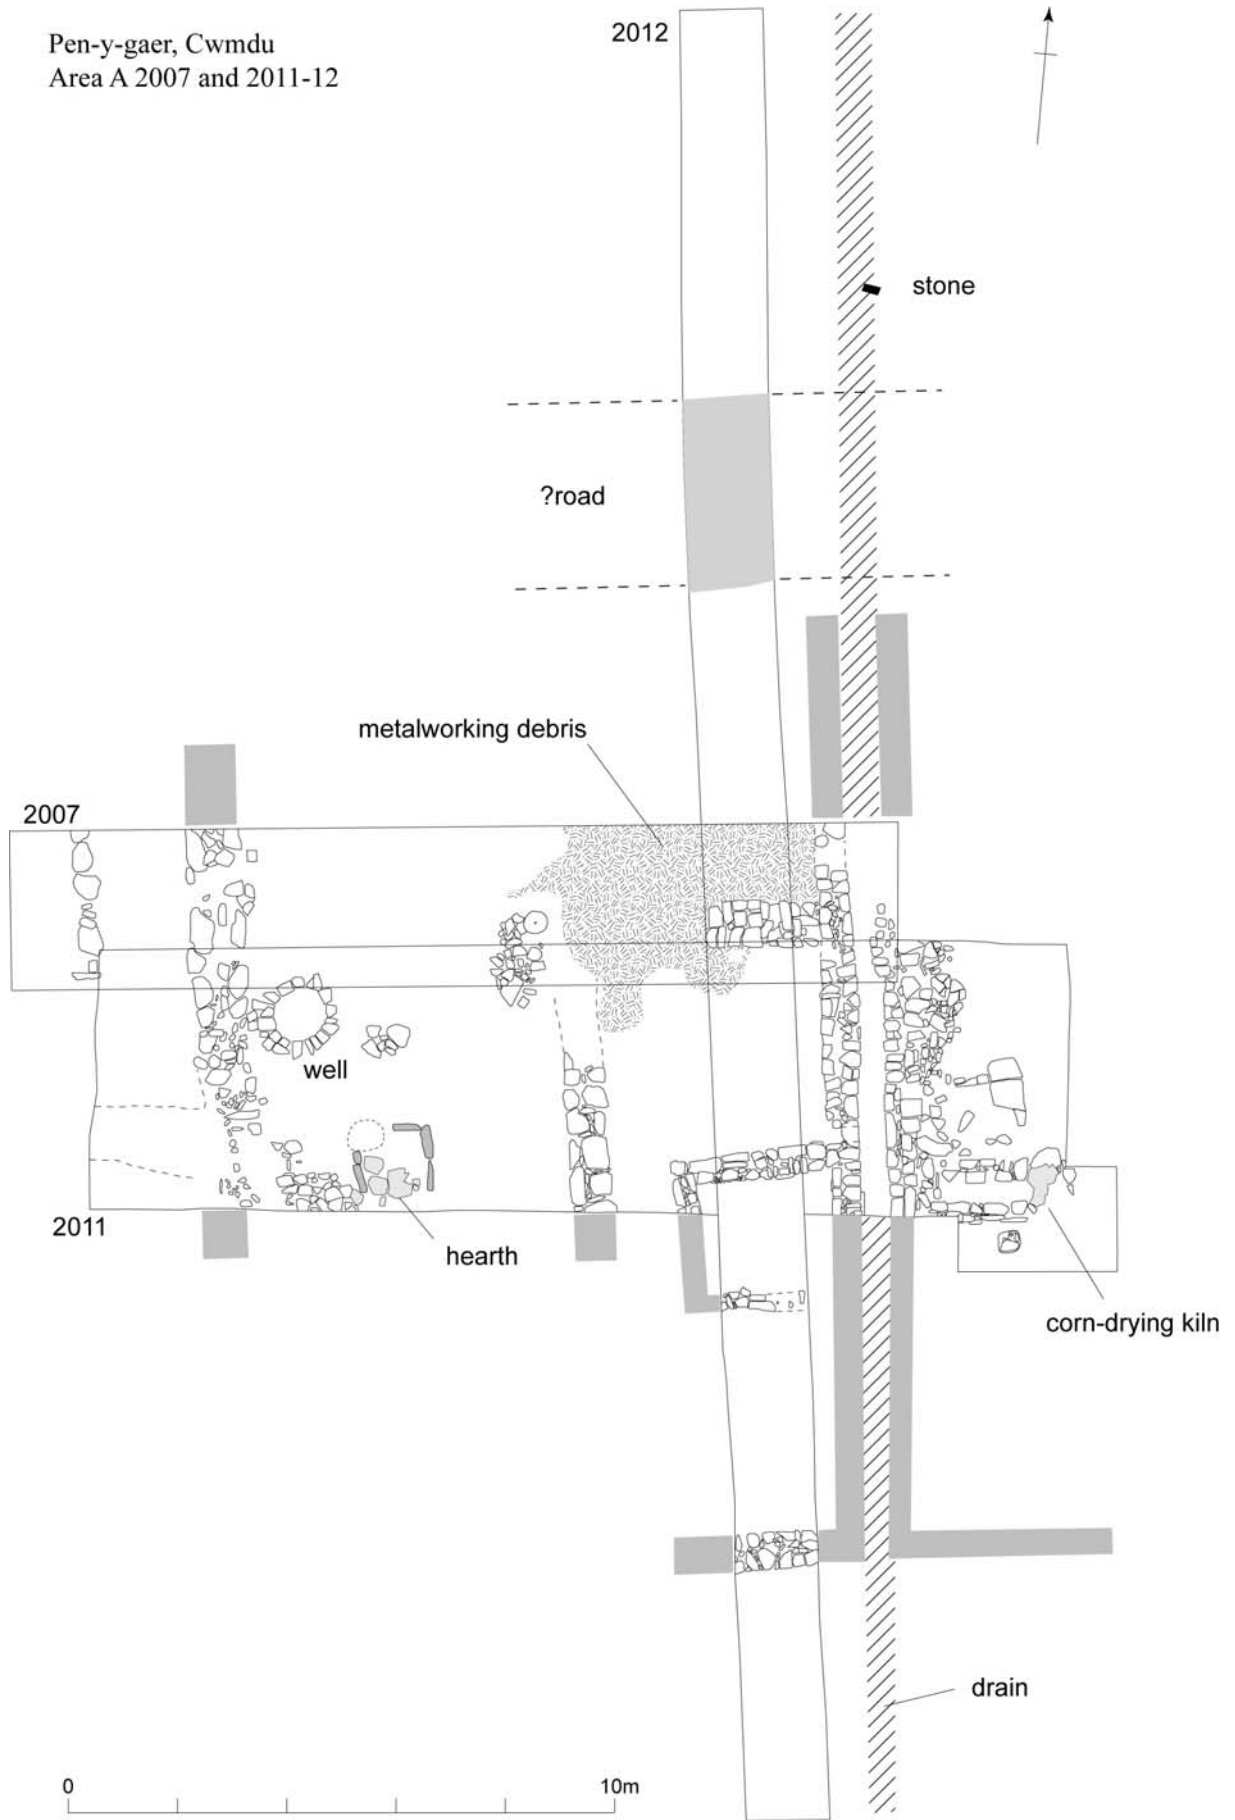 Pen-y-gaer, Cwmdu
Area A 2007 and 2011-12
2012
stone
?road
metalworking debris
2007
well
2011
hearth
corn-drying kiln
drain
0
10m